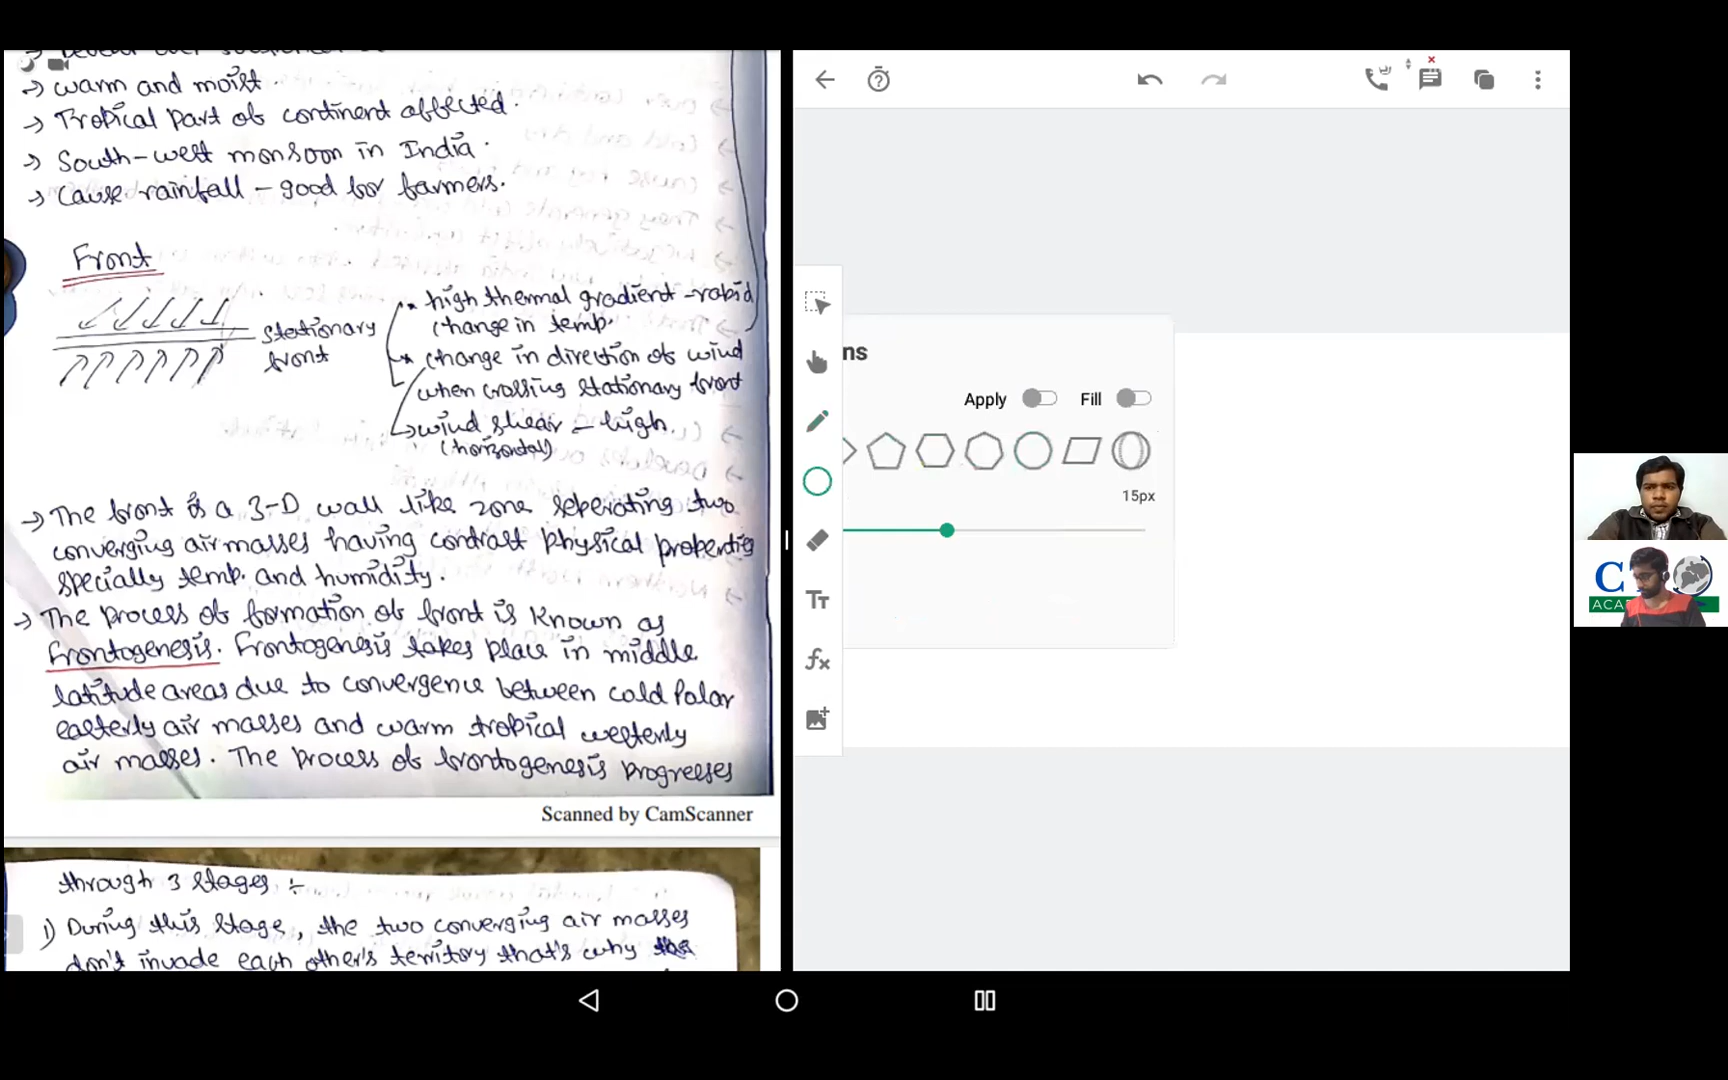 → warm and moist.
→ Tropical part of continent affected.
→ South-west monsoon in India.
→ Cause rainfall - good for farmers.
Front
stationary front
high thermal gradient - rapid change in temp.
change in direction of wind when crossing stationary front
→ wind shear = high.
(horizontal)
→ The front is a 3-D wall like zone seperating two
converging air masses having contrast physical properties
specially temp. and humidity.
→ The process of formation of front is known as
Frontogenesis. Frontogenesis takes place in middle
latitude areas due to convergence between cold Polar
easterly air masses and warm tropical westerly
air masses. The process of frontogenesis progresses
Scanned by CamScanner
through 3 stages :-
1) During this stage, the two converging air masses
don't invade each other's territory that's why
ns
Apply
Fill
15px
TT
fx
C
ACA